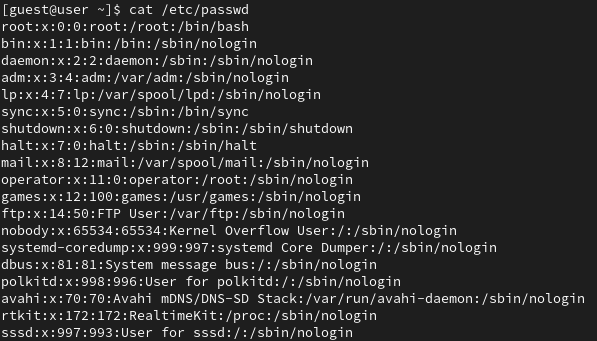 [guest@user ~]$ cat /etc/passwd
root:x:0:0:root:/root:/bin/bash
bin:x:1:1:bin:/bin:/sbin/nologin
daemon:x:2:2:daemon:/sbin:/sbin/nologin
adm:x:3:4:adm:/var/adm:/sbin/nologin
lp:x:4:7:lp:/var/spool/lpd:/sbin/nologin
sync:x:5:0:sync:/sbin:/bin/sync
shutdown:x:6:0:shutdown:/sbin:/sbin/shutdown
halt:x:7:0:halt:/sbin:/sbin/halt
mail:x:8:12:mail:/var/spool/mail:/sbin/nologin
operator:x:11:0:operator:/root:/sbin/nologin
games:x:12:100:games:/usr/games:/sbin/nologin
ftp:x:14:50:FTP User:/var/ftp:/sbin/nologin
nobody:x:65534:65534:Kernel Overflow User:/:/sbin/nologin
systemd-coredump:x:999:997:systemd Core Dumper:/:/sbin/nologin
dbus:x:81:81:System message bus:/:/sbin/nologin
polkitd:x:998:996:User for polkitd:/:/sbin/nologin
avahi:x:70:70:Avahi mDNS/DNS-SD Stack:/var/run/avahi-daemon:/sbin/nologin
rtkit:x:172:172:RealtimeKit:/proc:/sbin/nologin
sssd:x:997:993:User for sssd:/:/sbin/nologin